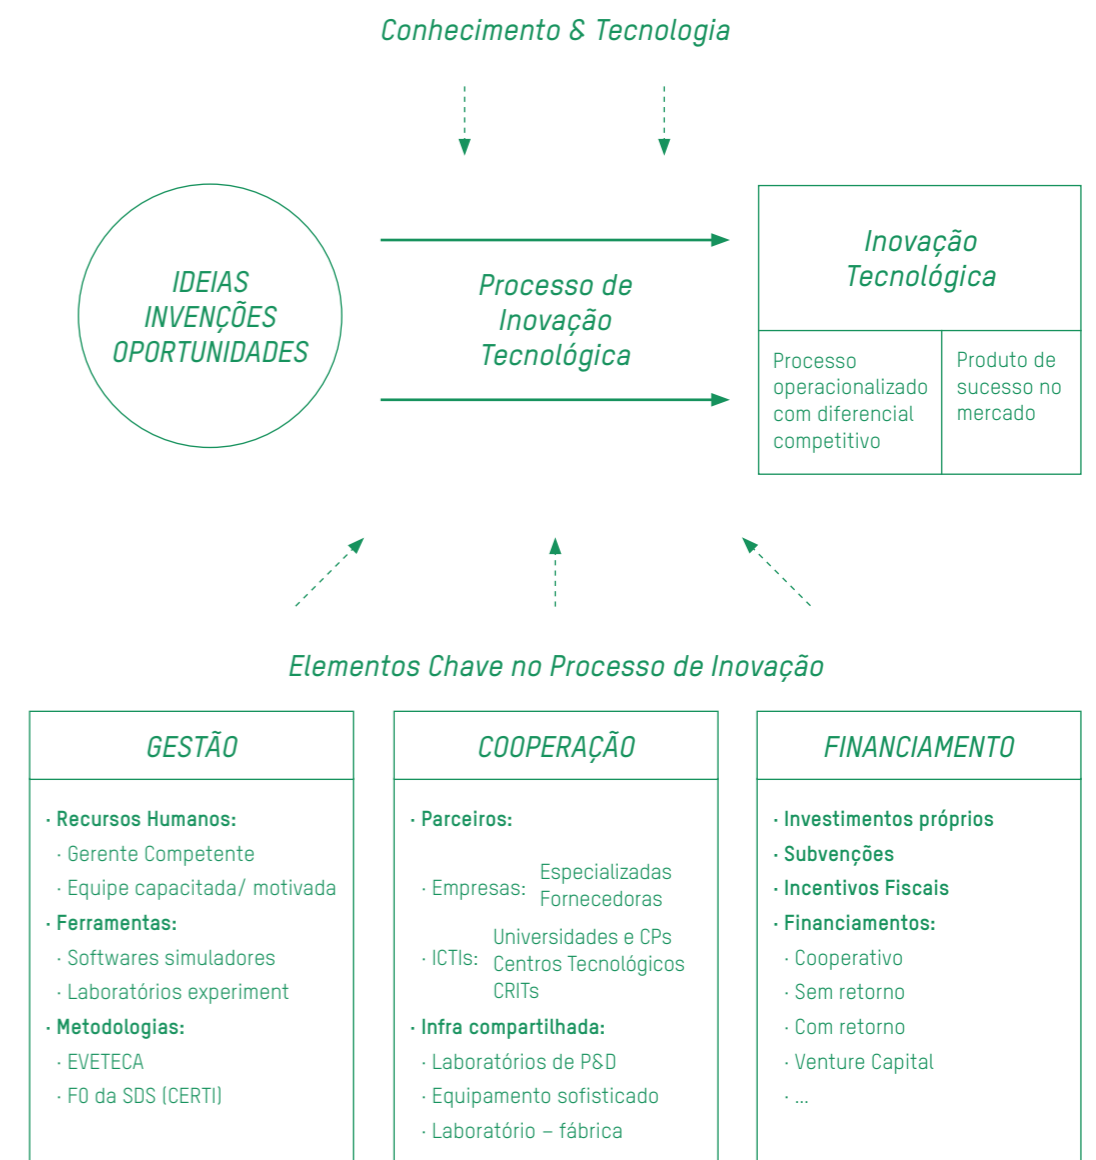 Conhecimento & Tecnologia
IDEIAS
INVENÇÕES
OPORTUNIDADES
Processo de
Inovação
Tecnológica
Inovação
Tecnológica
Processo
operacionalizado
com diferencial
competitivo
Produto de
sucesso no
mercado
Elementos Chave no Processo de Inovação
GESTÃO
· Recursos Humanos:
· Gerente Competente
· Equipe capacitada/ motivada
· Ferramentas:
· Softwares simuladores
· Laboratórios experiment
· Metodologias:
· EVETECA
· F0 da SDS (CERTI)
COOPERAÇÃO
· Parceiros:
· Empresas:
Especializadas
Fornecedoras
· ICTIs:
Universidades e CPs
Centros Tecnológicos
CRITs
· Infra compartilhada:
· Laboratórios de P&D
· Equipamento sofisticado
· Laboratório – fábrica
FINANCIAMENTO
· Investimentos próprios
· Subvenções
· Incentivos Fiscais
· Financiamentos:
· Cooperativo
· Sem retorno
· Com retorno
· Venture Capital
· ...